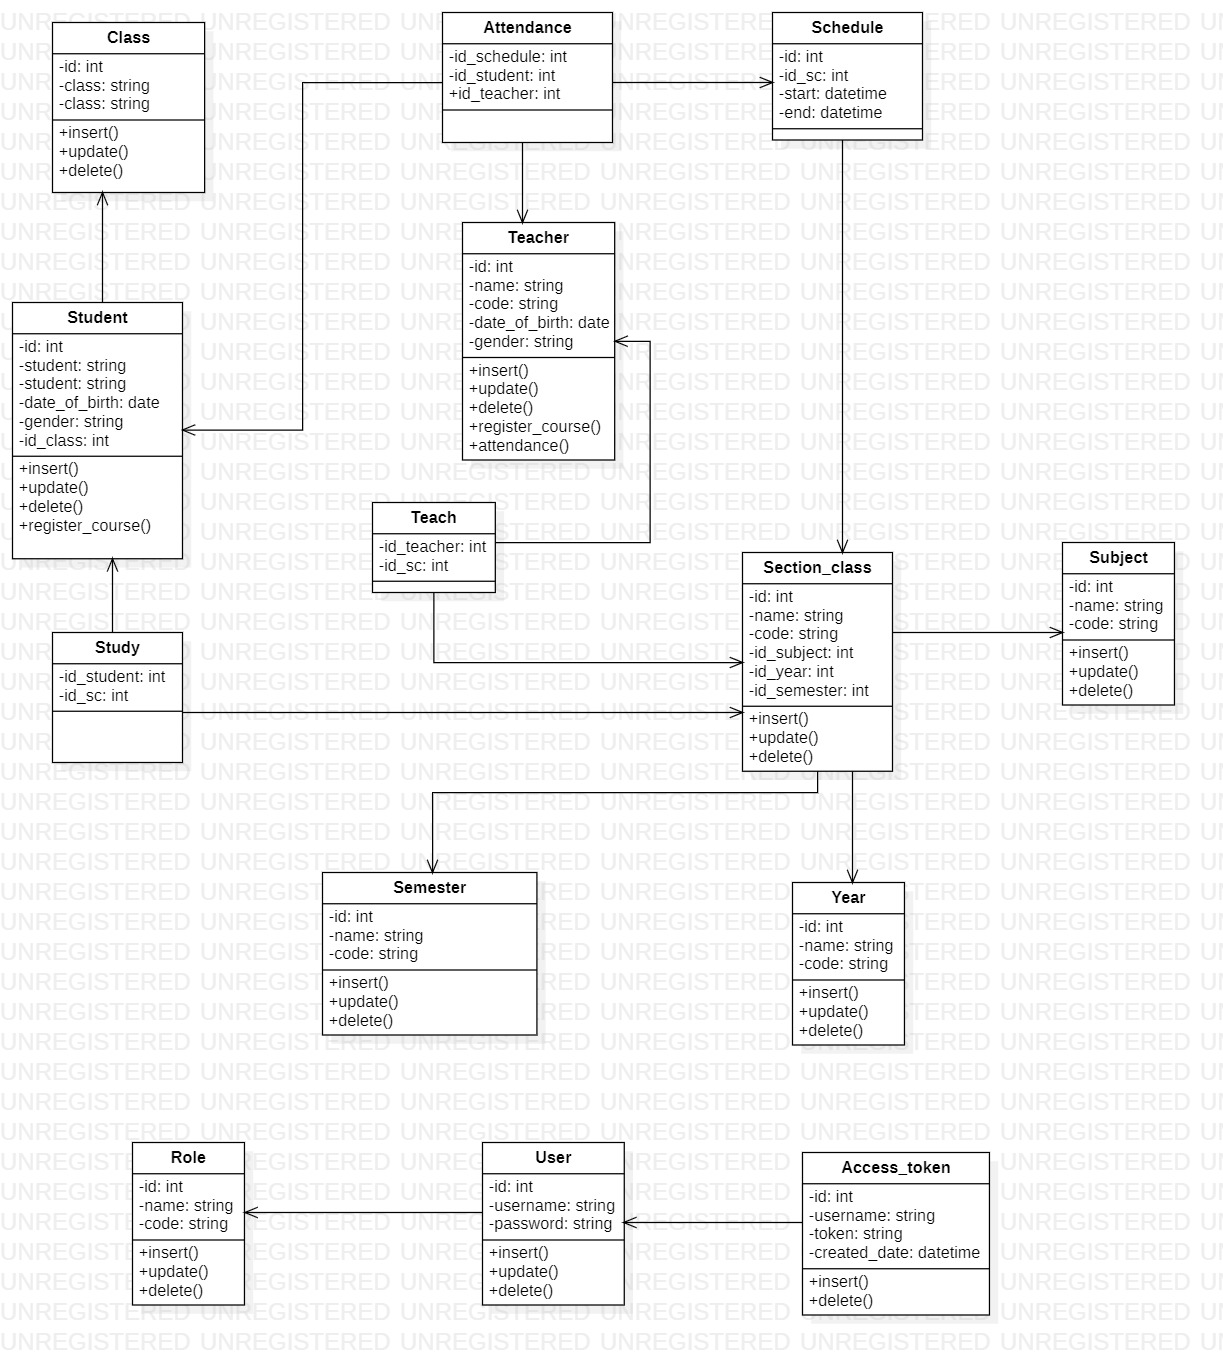 Class
-id: int
-class: string
-class: string
+insert()
+update()
+delete()
Attendance
-id_schedule: int
-id_student: int
+id_teacher: int
Schedule
-id: int
-id_sc: int
-start: datetime
-end: datetime
Teacher
-id: int
-name: string
-code: string
-date_of_birth: date
-gender: string
+insert()
+update()
+delete()
+register_course()
+attendance()
Student
-id: int
-student: string
-student: string
-date_of_birth: date
-gender: string
-id_class: int
+insert()
+update()
+delete()
+register_course()
Teach
-id_teacher: int
-id_sc: int
Section_class
-id: int
-name: string
-code: string
-id_subject: int
-id_year: int
-id_semester: int
+insert()
+update()
+delete()
Subject
-id: int
-name: string
-code: string
+insert()
+update()
+delete()
Study
-id_student: int
-id_sc: int
Semester
-id: int
-name: string
-code: string
+insert()
+update()
+delete()
Year
-id: int
-name: string
-code: string
+insert()
+update()
+delete()
Role
-id: int
-name: string
-code: string
+insert()
+update()
+delete()
User
-id: int
-username: string
-password: string
+insert()
+update()
+delete()
Access_token
-id: int
-username: string
-token: string
-created_date: datetime
+insert()
+delete()
UNREGISTERED